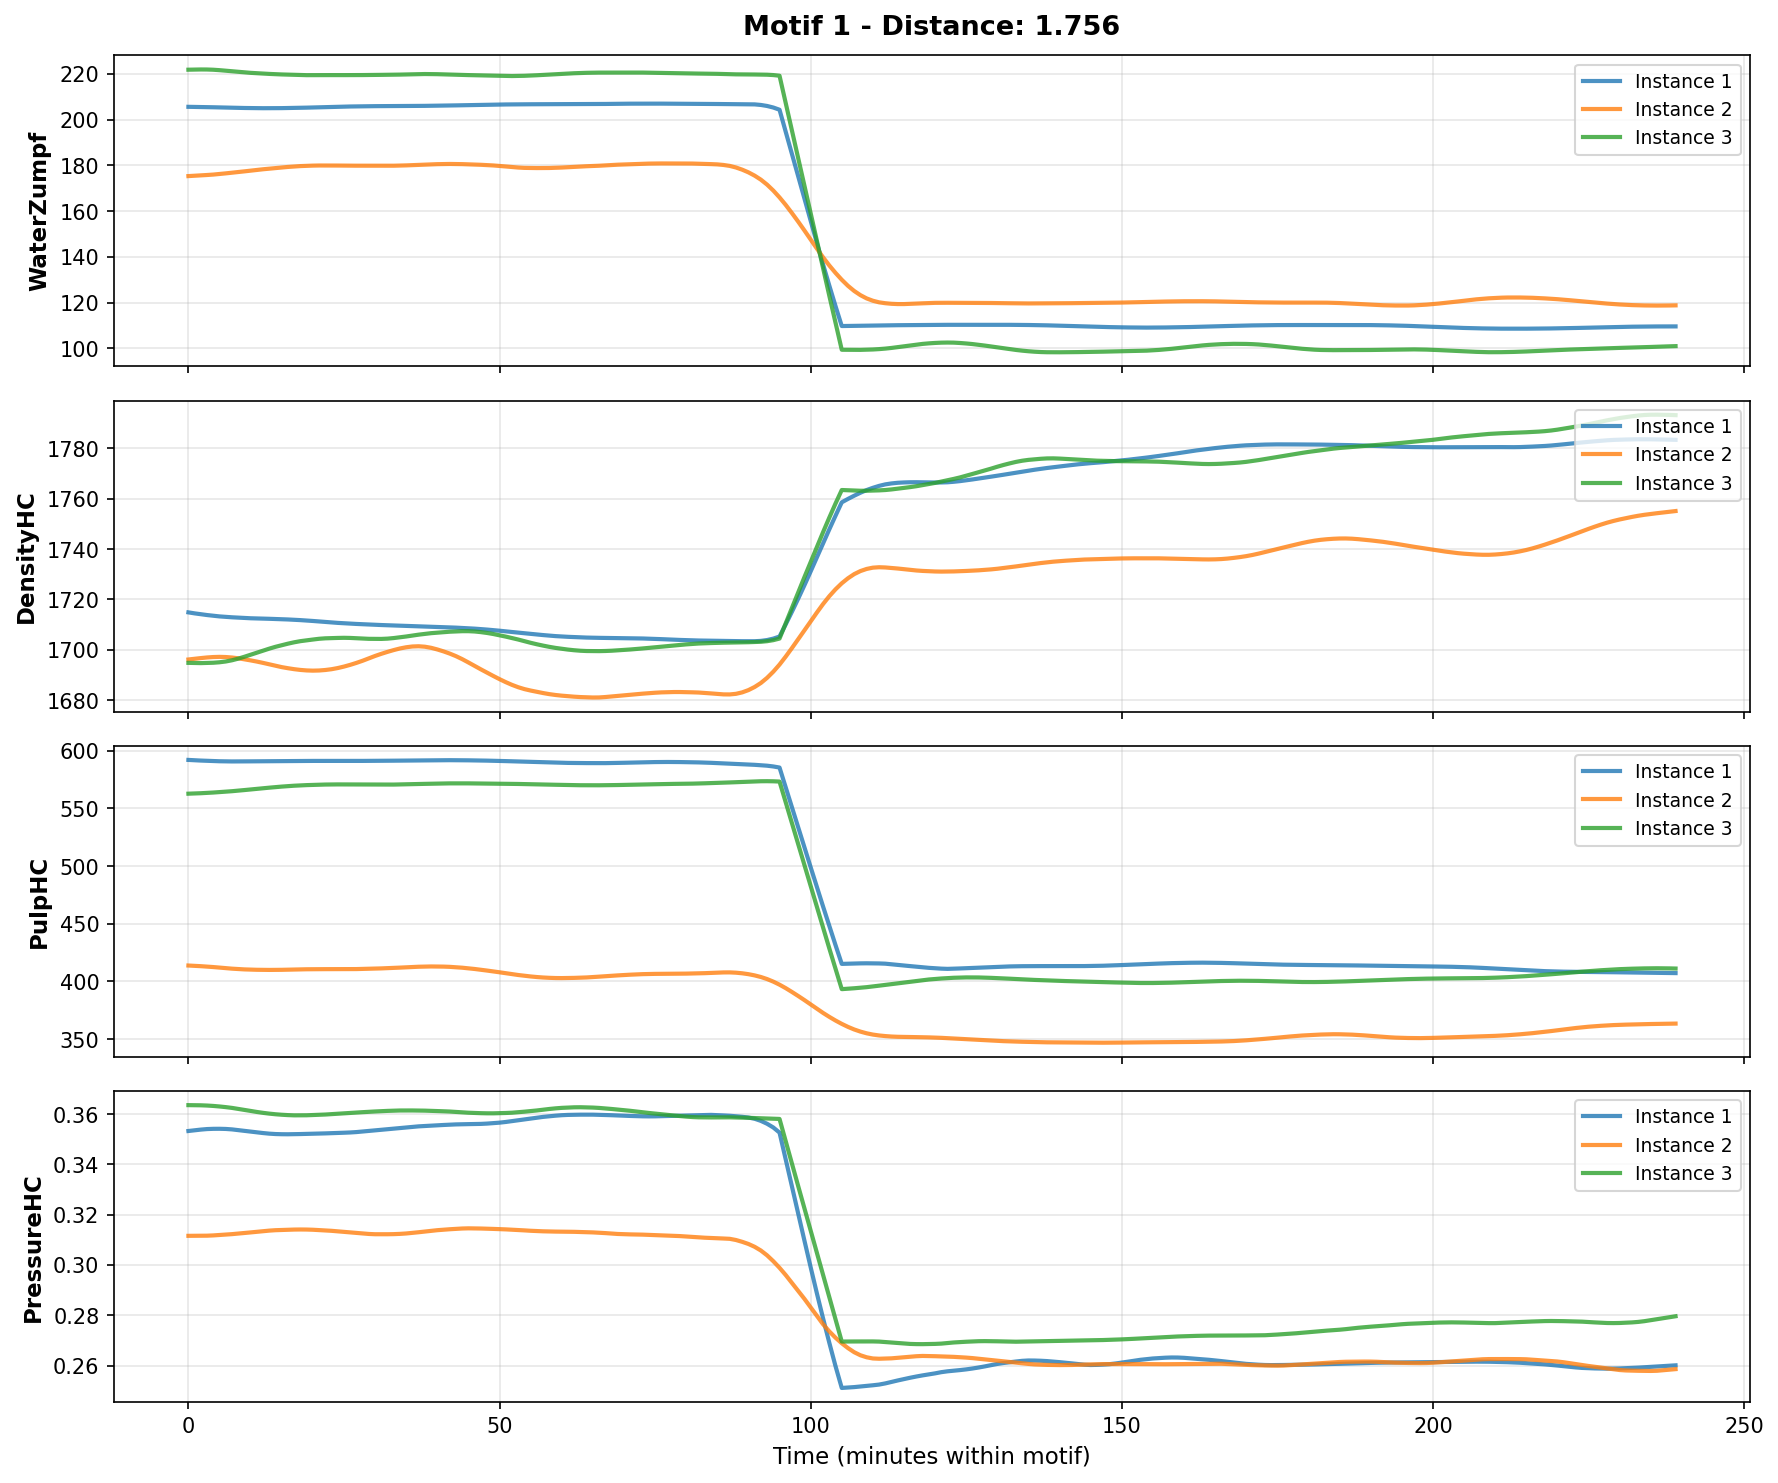 Motif 1 - Distance: 1.756
WaterZumpf
220
200
180
160
140
120
100
Instance 1
Instance 2
Instance 3
DensityHC
1780
1760
1740
1720
1700
1680
Instance 1
Instance 2
Instance 3
PulpHC
600
550
500
450
400
350
Instance 1
Instance 2
Instance 3
PressureHC
0.36
0.34
0.32
0.30
0.28
0.26
Instance 1
Instance 2
Instance 3
0 50 100 150 200 250
Time (minutes within motif)